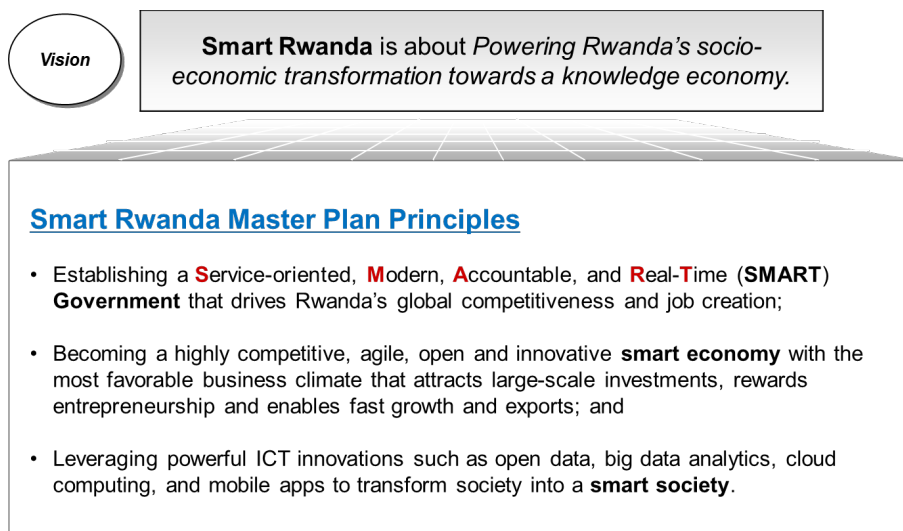 Vision
Smart Rwanda is about Powering Rwanda's socio-
economic transformation towards a knowledge economy.
Smart Rwanda Master Plan Principles
• Establishing a Service-oriented, Modern, Accountable, and Real-Time (SMART)
Government that drives Rwanda's global competitiveness and job creation;
• Becoming a highly competitive, agile, open and innovative smart economy with the
most favorable business climate that attracts large-scale investments, rewards
entrepreneurship and enables fast growth and exports; and
• Leveraging powerful ICT innovations such as open data, big data analytics, cloud
computing, and mobile apps to transform society into a smart society.